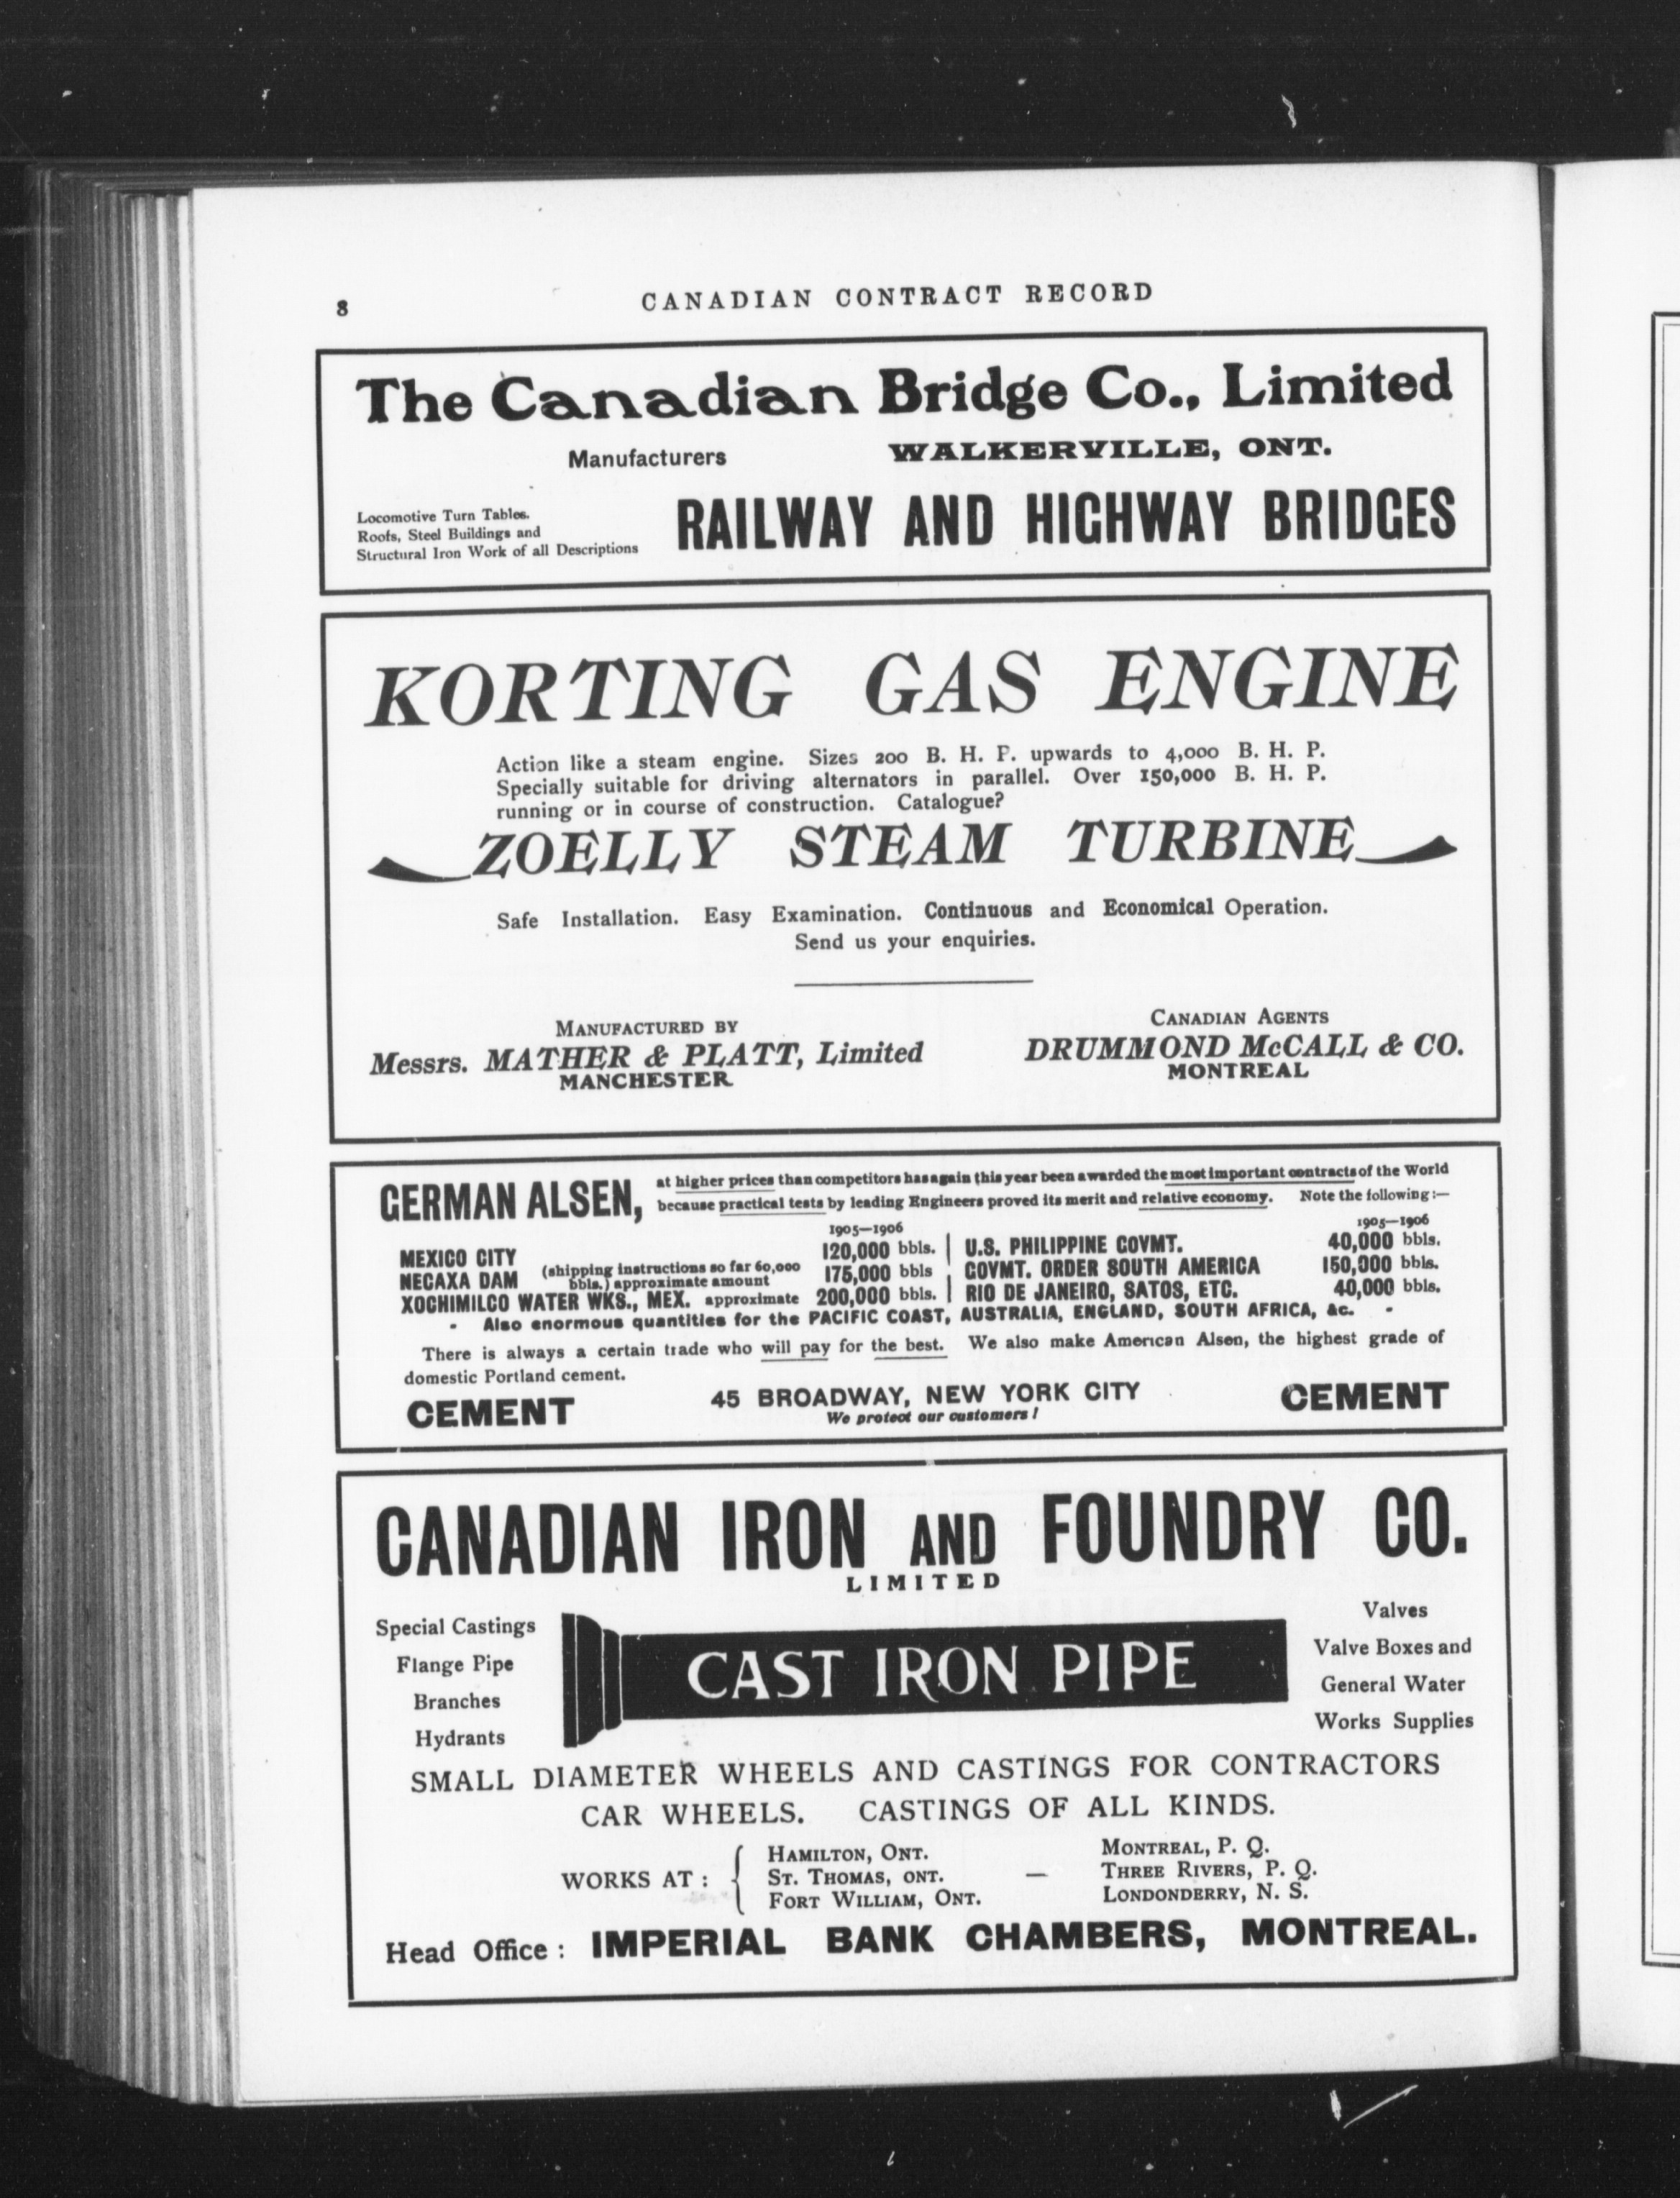 8
CANADIAN CONTRACT RECORD
The Canadian Bridge Co., Limited
Manufacturers
WALKERVILLE, ONT.
Locomotive Turn Tables.
Roofs, Steel Buildings and
Structural Iron Work of all Descriptions
RAILWAY AND HIGHWAY BRIDGES
KORTING GAS ENGINE
Action like a steam engine. Sizes 200 B. H. P. upwards to 4,000 B. H. P.
Specially suitable for driving alternators in parallel. Over 150,000 B. H. P.
running or in course of construction. Catalogue?
ZOELLY STEAM TURBINE
Safe Installation. Easy Examination. Continuous and Economical Operation.
Send us your enquiries.
MANUFACTURED BY
Messrs. MATHER & PLATT, Limited
MANCHESTER
CANADIAN AGENTS
DRUMMOND McCALL & CO.
MONTREAL
GERMAN ALSEN,
at higher prices than competitors has again this year been awarded the most important contracts of the World
because practical tests by leading Engineers proved its merit and relative economy. Note the following:—
1905—1906
MEXICO CITY 120,000 bbls.
NECAXA DAM (shipping instructions so far 60,000
bbls.) approximate amount 175,000 bbls
XOCHIMILCO WATER WKS., MEX. approximate 200,000 bbls.
1905—1906
U.S. PHILIPPINE GOVMT. 40,000 bbls.
GOVMT. ORDER SOUTH AMERICA 150,000 bbls.
RIO DE JANEIRO, SATOS, ETC. 40,000 bbls.
- Also enormous quantities for the PACIFIC COAST, AUSTRALIA, ENGLAND, SOUTH AFRICA, &c. -
There is always a certain trade who will pay for the best. We also make American Alsen, the highest grade of
domestic Portland cement.
CEMENT
45 BROADWAY, NEW YORK CITY
We protect our customers!
CEMENT
CANADIAN IRON AND FOUNDRY CO.
LIMITED
Special Castings
Flange Pipe
Branches
Hydrants
CAST IRON PIPE
Valves
Valve Boxes and
General Water
Works Supplies
SMALL DIAMETER WHEELS AND CASTINGS FOR CONTRACTORS
CAR WHEELS. CASTINGS OF ALL KINDS.
WORKS AT :
HAMILTON, ONT.
ST. THOMAS, ONT. —
FORT WILLIAM, ONT.
MONTREAL, P. Q.
THREE RIVERS, P. Q.
LONDONDERRY, N. S.
Head Office : IMPERIAL BANK CHAMBERS, MONTREAL.